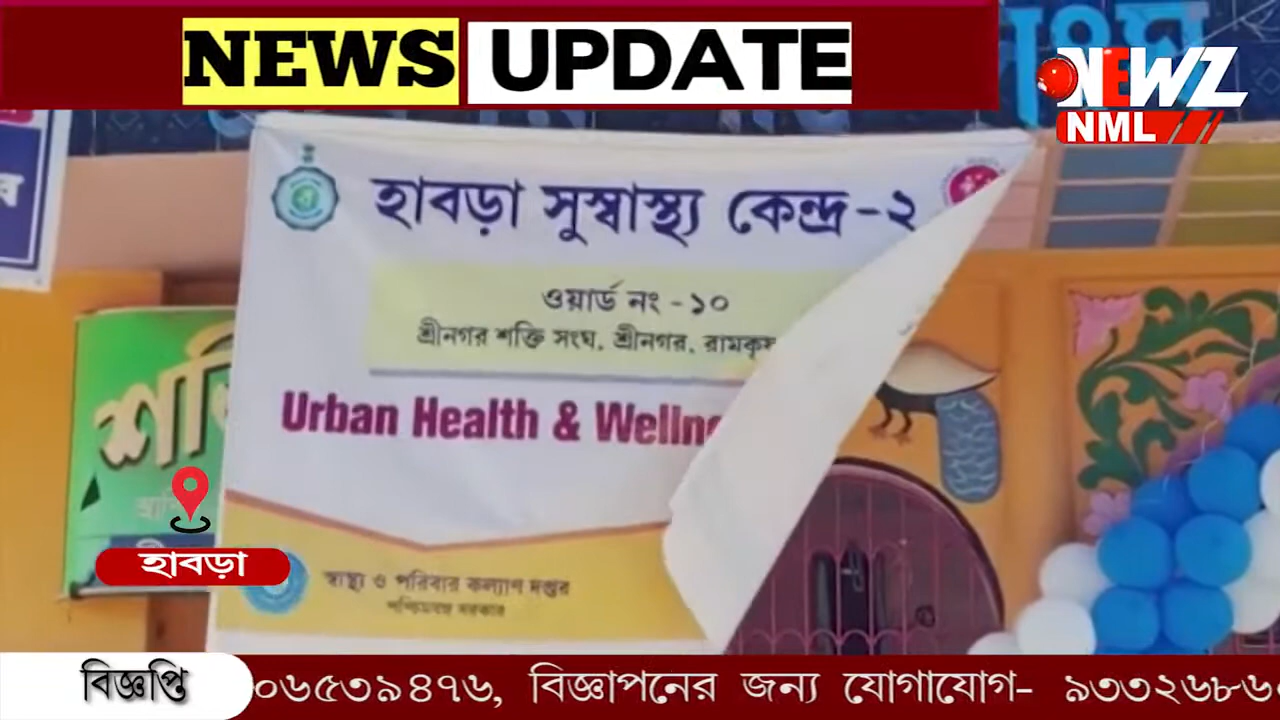 NEWS UPDATE
NEWZ
NML
হাবড়া সুস্বাস্থ্য কেন্দ্র-২
ওয়ার্ড নং -১০
শ্রীনগর শক্তি সংঘ, শ্রীনগর,
Urban Health &
স্বাস্থ্য ও পরিবার কল্যাণ দপ্তর
পশ্চিমবঙ্গ সরকার
হাবড়া
বিজ্ঞপ্তি
০৬৫৩৯৪৭৬, বিজ্ঞাপনের জন্য যোগাযোগ- ৯৩৩২৬৮৬